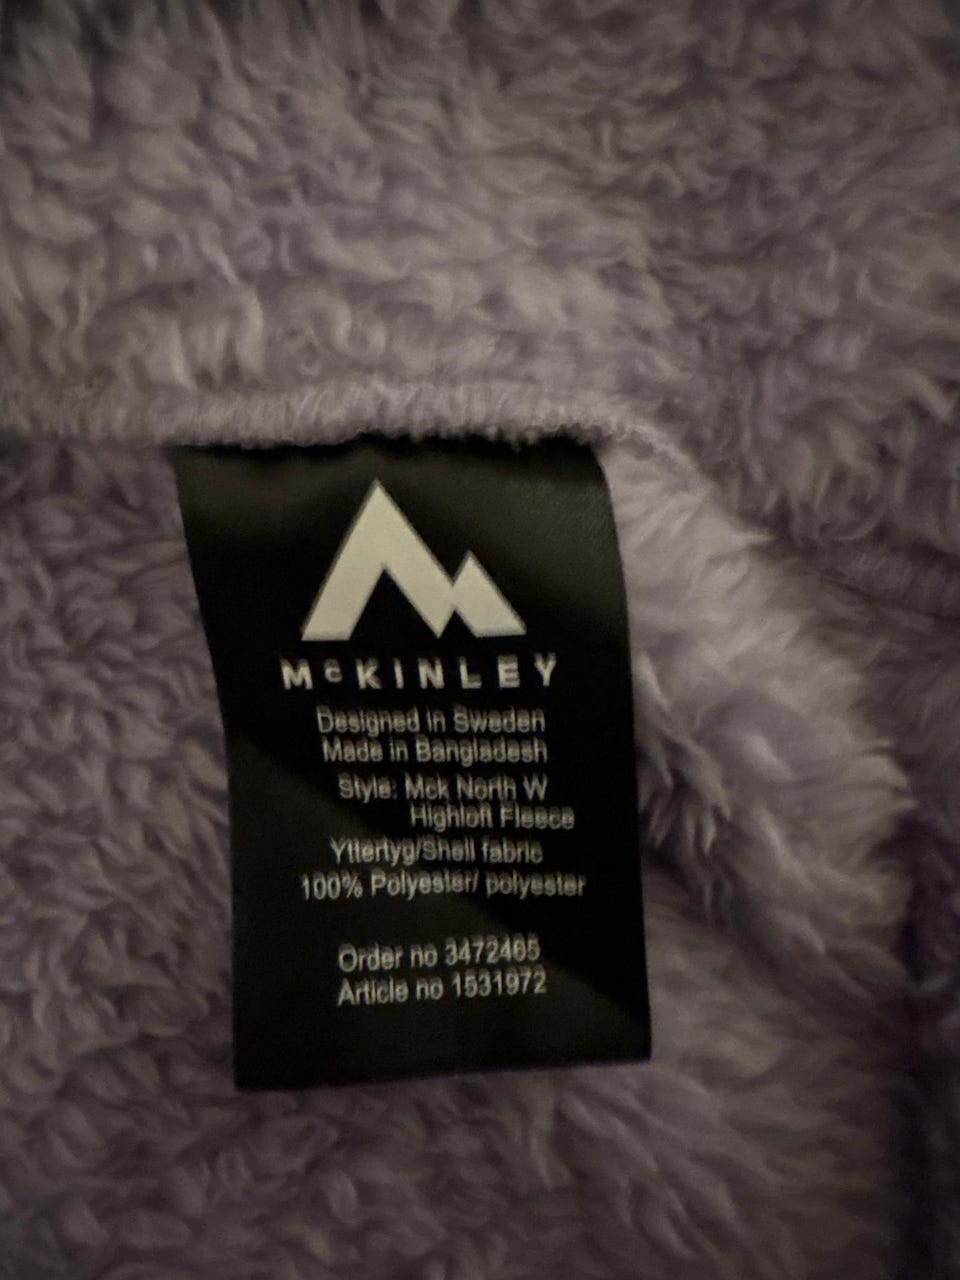 McKINLEY
Designed in Sweden
Made in Bangladesh
Style: Mck North W
Highloft Fleece
Yttertyg/Shell fabric
100% Polyester/ polyester
Order no 3472465
Article no 1531972